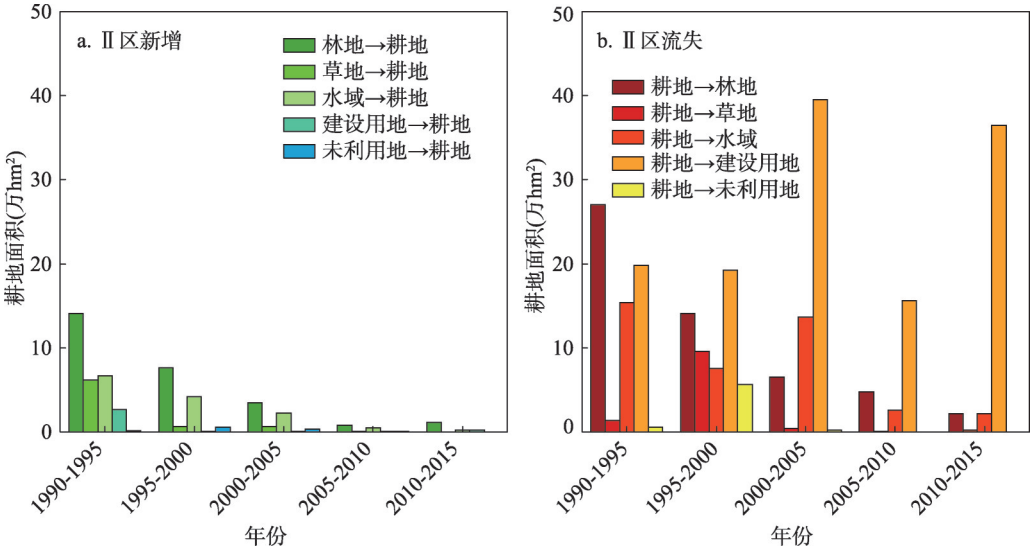 a. Ⅱ区新增
林地→耕地
草地→耕地
水域→耕地
建设用地→耕地
未利用地→耕地
耕地面积(万hm²)
50
40
30
20
10
0
1990-1995
1995-2000
2000-2005
2005-2010
2010-2015
年份
b. Ⅱ区流失
耕地→林地
耕地→草地
耕地→水域
耕地→建设用地
耕地→未利用地
耕地面积(万hm²)
50
40
30
20
10
0
1990-1995
1995-2000
2000-2005
2005-2010
2010-2015
年份